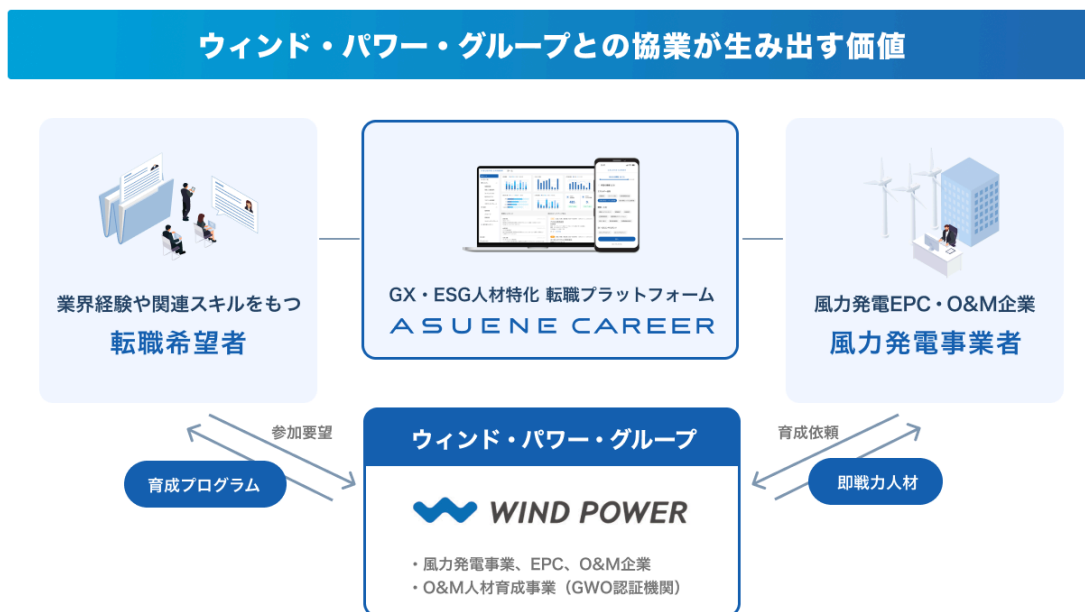 ウィンド・パワー・グループとの協業が生み出す価値
業界経験や関連スキルをもつ
転職希望者
GX・ESG人材特化 転職プラットフォーム
ASUENE CAREER
風力発電EPC・O&M企業
風力発電事業者
参加要望
育成プログラム
ウィンド・パワー・グループ
WIND POWER
・風力発電事業、EPC、O&M企業
・O&M人材育成事業（GWO認証機関）
育成依頼
即戦力人材